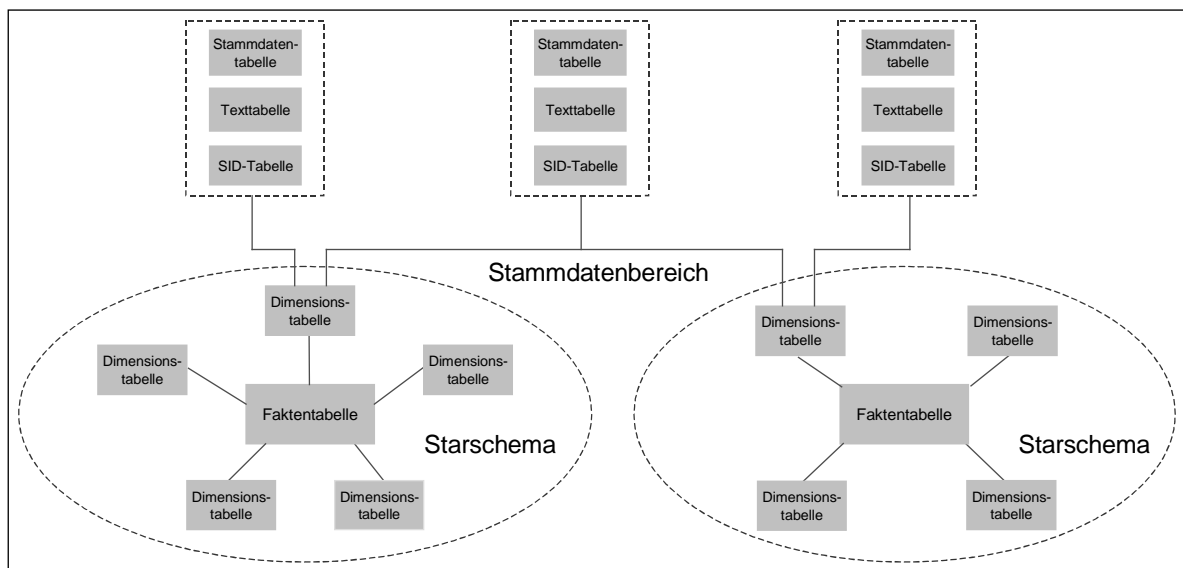 Stammdaten-
tabelle
Texttabelle
SID-Tabelle
Stammdaten-
tabelle
Texttabelle
SID-Tabelle
Stammdaten-
tabelle
Texttabelle
SID-Tabelle
Stammdatenbereich
Dimensions-
tabelle
Dimensions-
tabelle
Dimensions-
tabelle
Faktentabelle
Starschema
Dimensions-
tabelle
Dimensions-
tabelle
Dimensions-
tabelle
Dimensions-
tabelle
Faktentabelle
Starschema
Dimensions-
tabelle
Dimensions-
tabelle